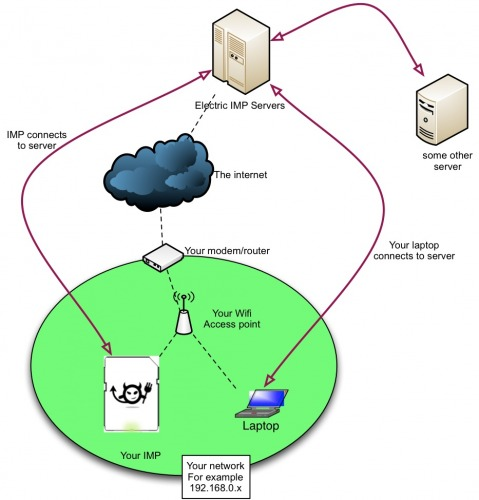 Electric IMP Servers
IMP connects
to server
some other
server
The internet
Your modem/router
Your laptop
connects to server
Your Wifi
Access point
Laptop
Your IMP
Your network
For example
192.168.0.x